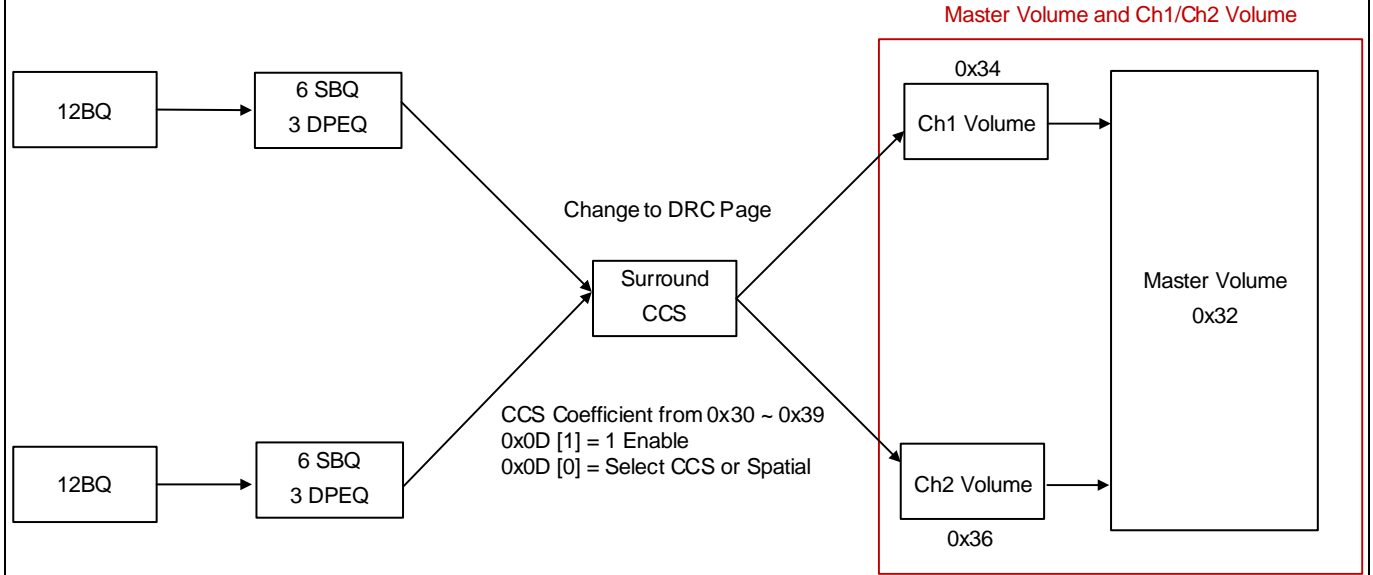 Master Volume and Ch1/Ch2 Volume
12BQ
6 SBQ
3 DPEQ
0x34
Ch1 Volume
Change to DRC Page
Surround
CCS
Master Volume
0x32
CCS Coefficient from 0x30 ~ 0x39
0x0D [1] = 1 Enable
0x0D [0] = Select CCS or Spatial
12BQ
6 SBQ
3 DPEQ
Ch2 Volume
0x36